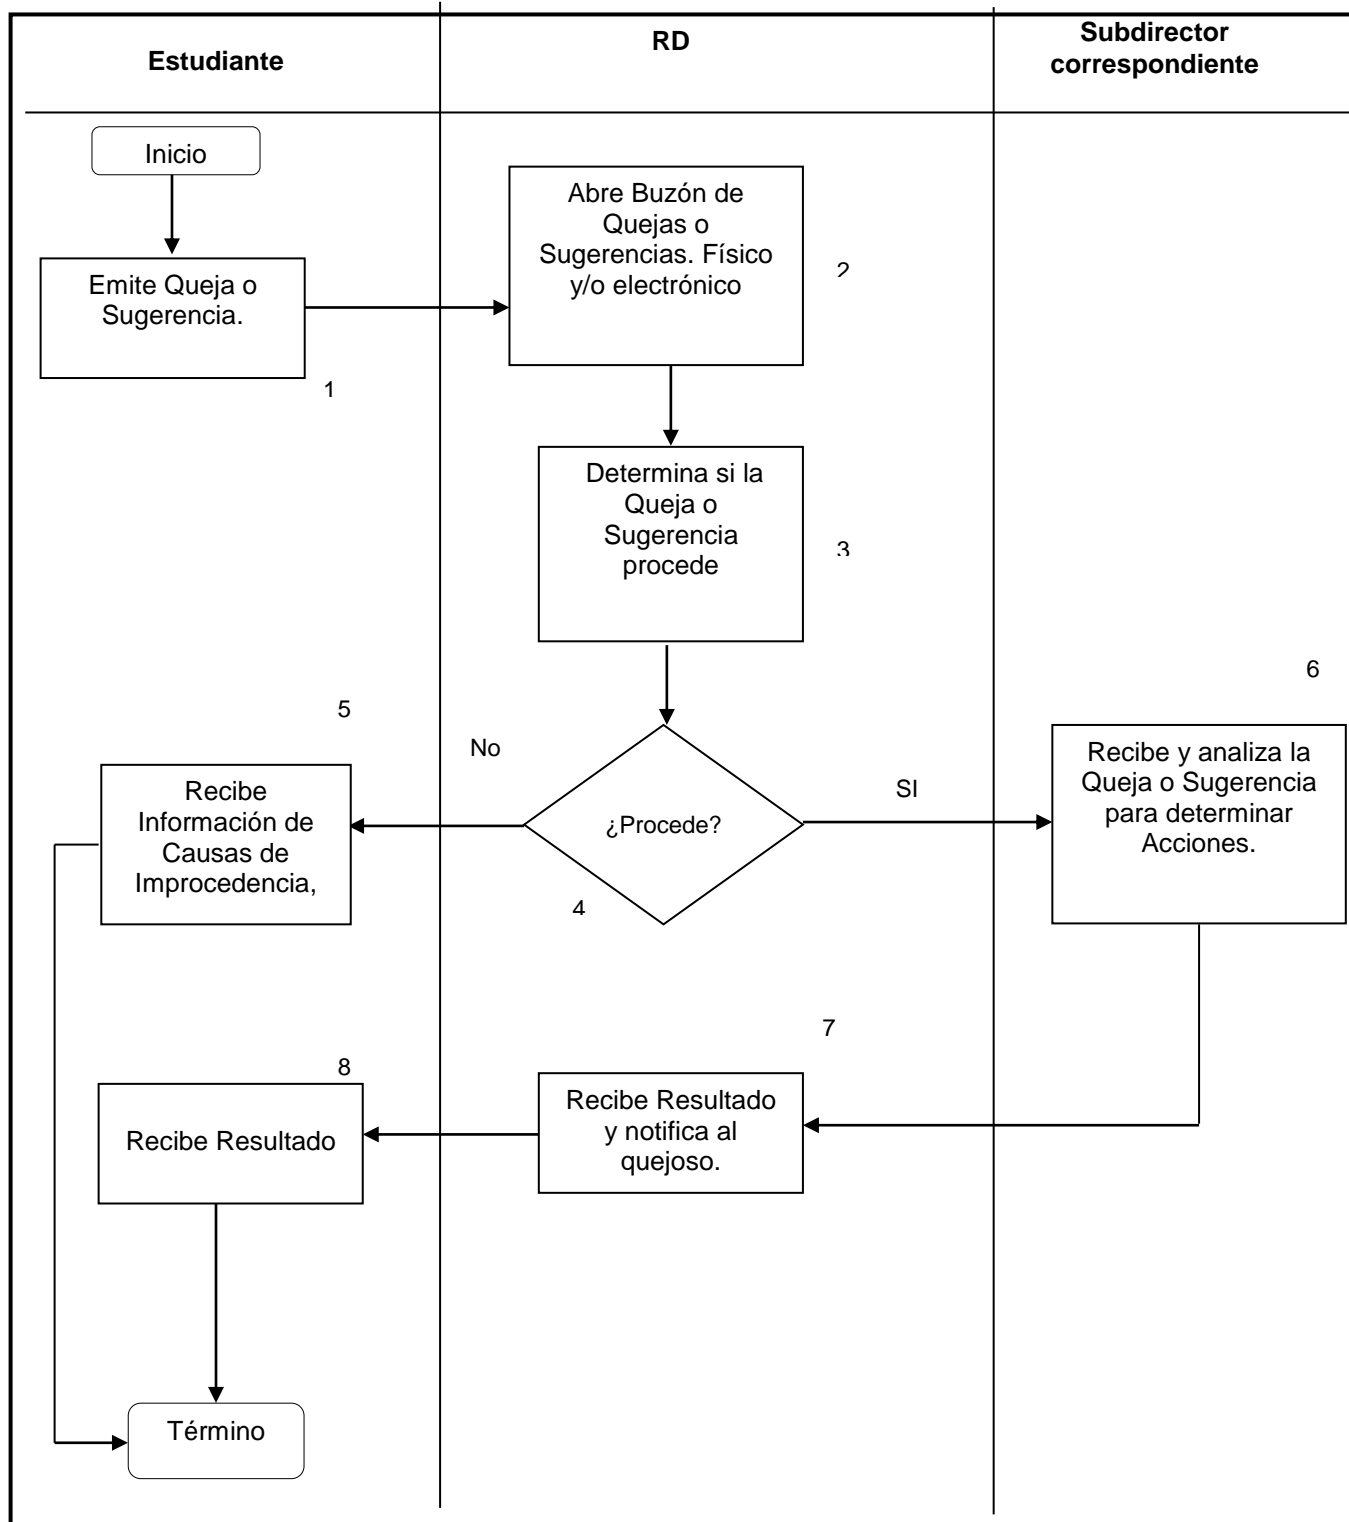 Estudiante
RD
Subdirector
correspondiente
Inicio
Emite Queja o
Sugerencia.
1
Abre Buzón de
Quejas o
Sugerencias. Físico
y/o electrónico
2
Determina si la
Queja o
Sugerencia
procede
3
¿Procede?
4
No
SI
5
Recibe
Información de
Causas de
Improcedencia,
6
Recibe y analiza la
Queja o Sugerencia
para determinar
Acciones.
7
Recibe Resultado
y notifica al
quejoso.
8
Recibe Resultado
Término